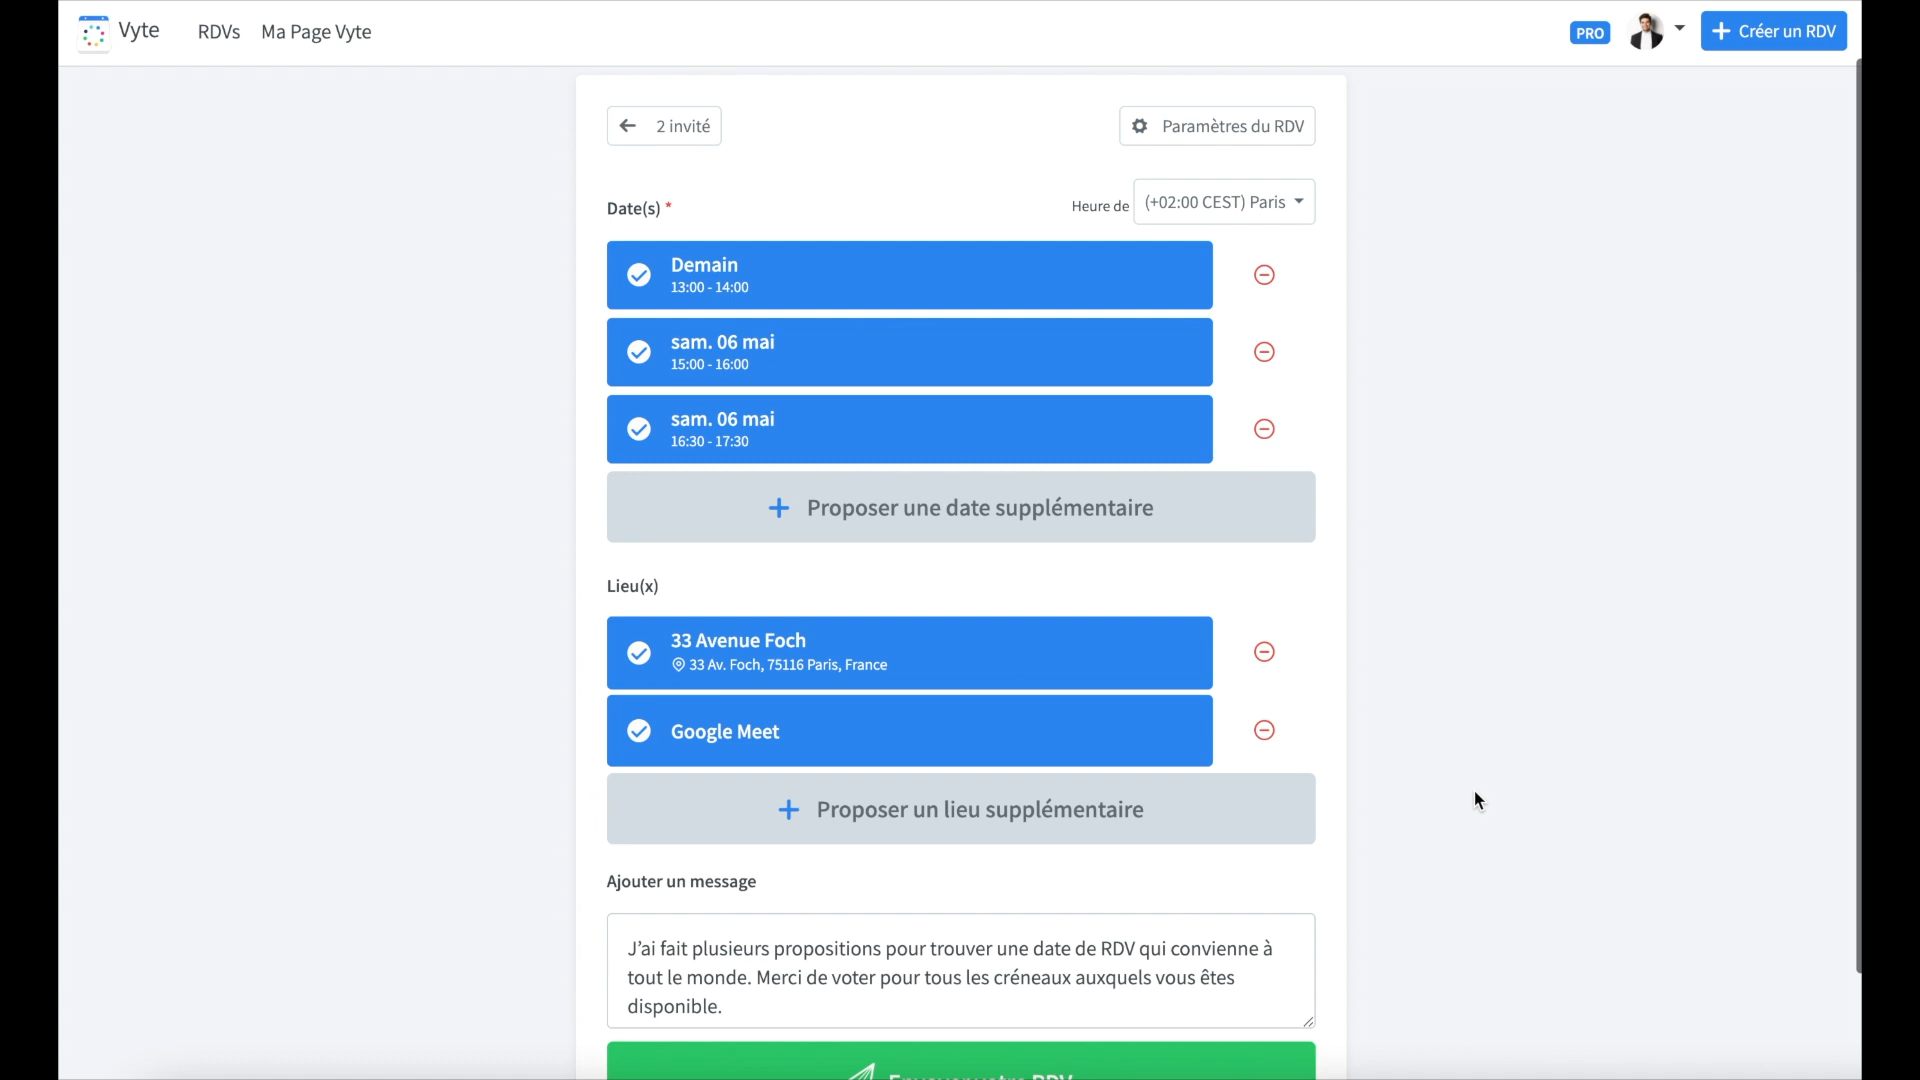 Vyte
RDVs
Ma Page Vyte
PRO
Créer un RDV
2 invité
Paramètres du RDV
Date(s) *
Heure de
(+02:00 CEST) Paris
Demain
13:00 - 14:00
sam. 06 mai
15:00 - 16:00
sam. 06 mai
16:30 - 17:30
Proposer une date supplémentaire
Lieu(x)
33 Avenue Foch
33 Av. Foch, 75116 Paris, France
Google Meet
Proposer un lieu supplémentaire
Ajouter un message
J'ai fait plusieurs propositions pour trouver une date de RDV qui convienne à
tout le monde. Merci de voter pour tous les créneaux auxquels vous êtes
disponible.
Envoyer votre RDV